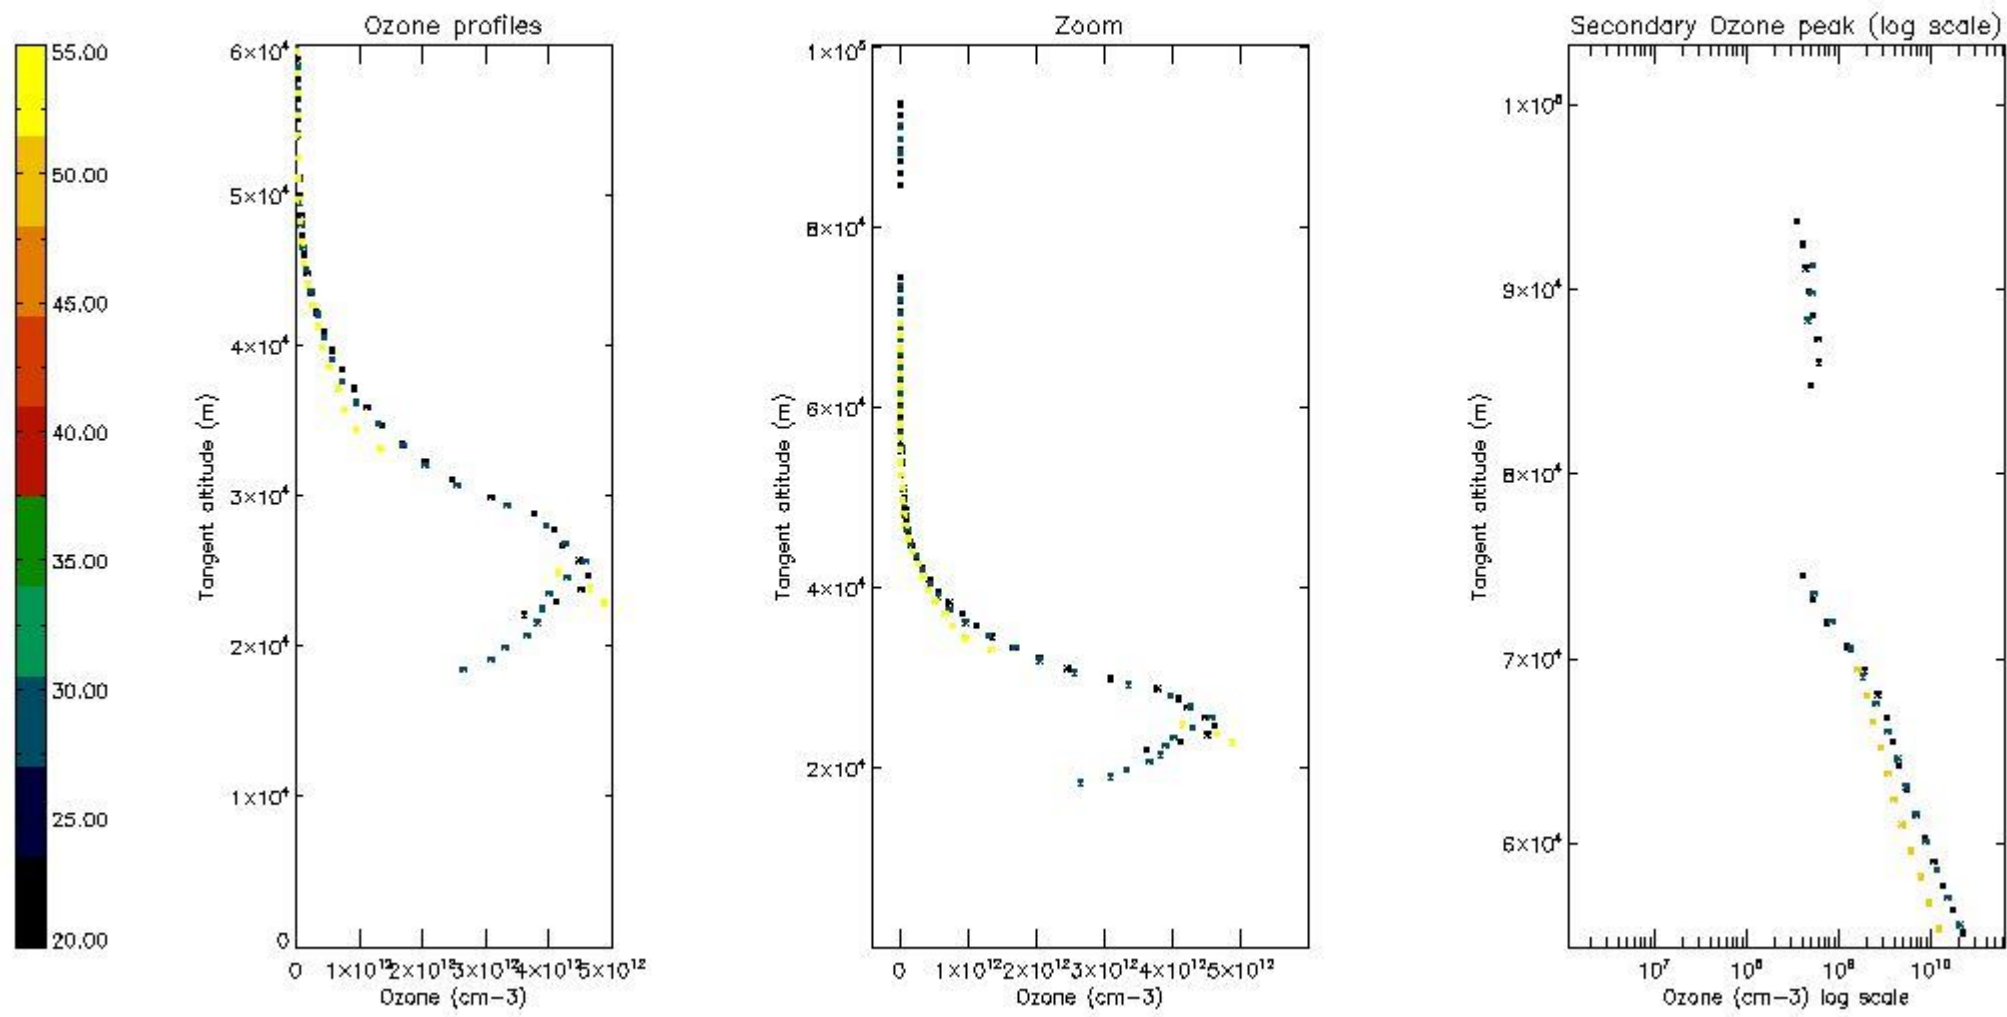 Ozone profiles
Zoom
Secondary Ozone peak (log scale)
55.00
50.00
45.00
40.00
35.00
30.00
25.00
20.00
6×10⁴
5×10⁴
4×10⁴
3×10⁴
2×10⁴
1×10⁴
0
Tangent altitude (m)
0 1×10¹² 2×10¹² 3×10¹² 4×10¹² 5×10¹²
Ozone (cm-3)
1×10⁵
8×10⁴
6×10⁴
4×10⁴
2×10⁴
Tangent altitude (m)
0 1×10¹² 2×10¹² 3×10¹² 4×10¹² 5×10¹²
Ozone (cm-3)
9×10⁴
8×10⁴
7×10⁴
6×10⁴
Tangent altitude (m)
10⁷ 10¹⁰
Ozone (cm-3) log scale